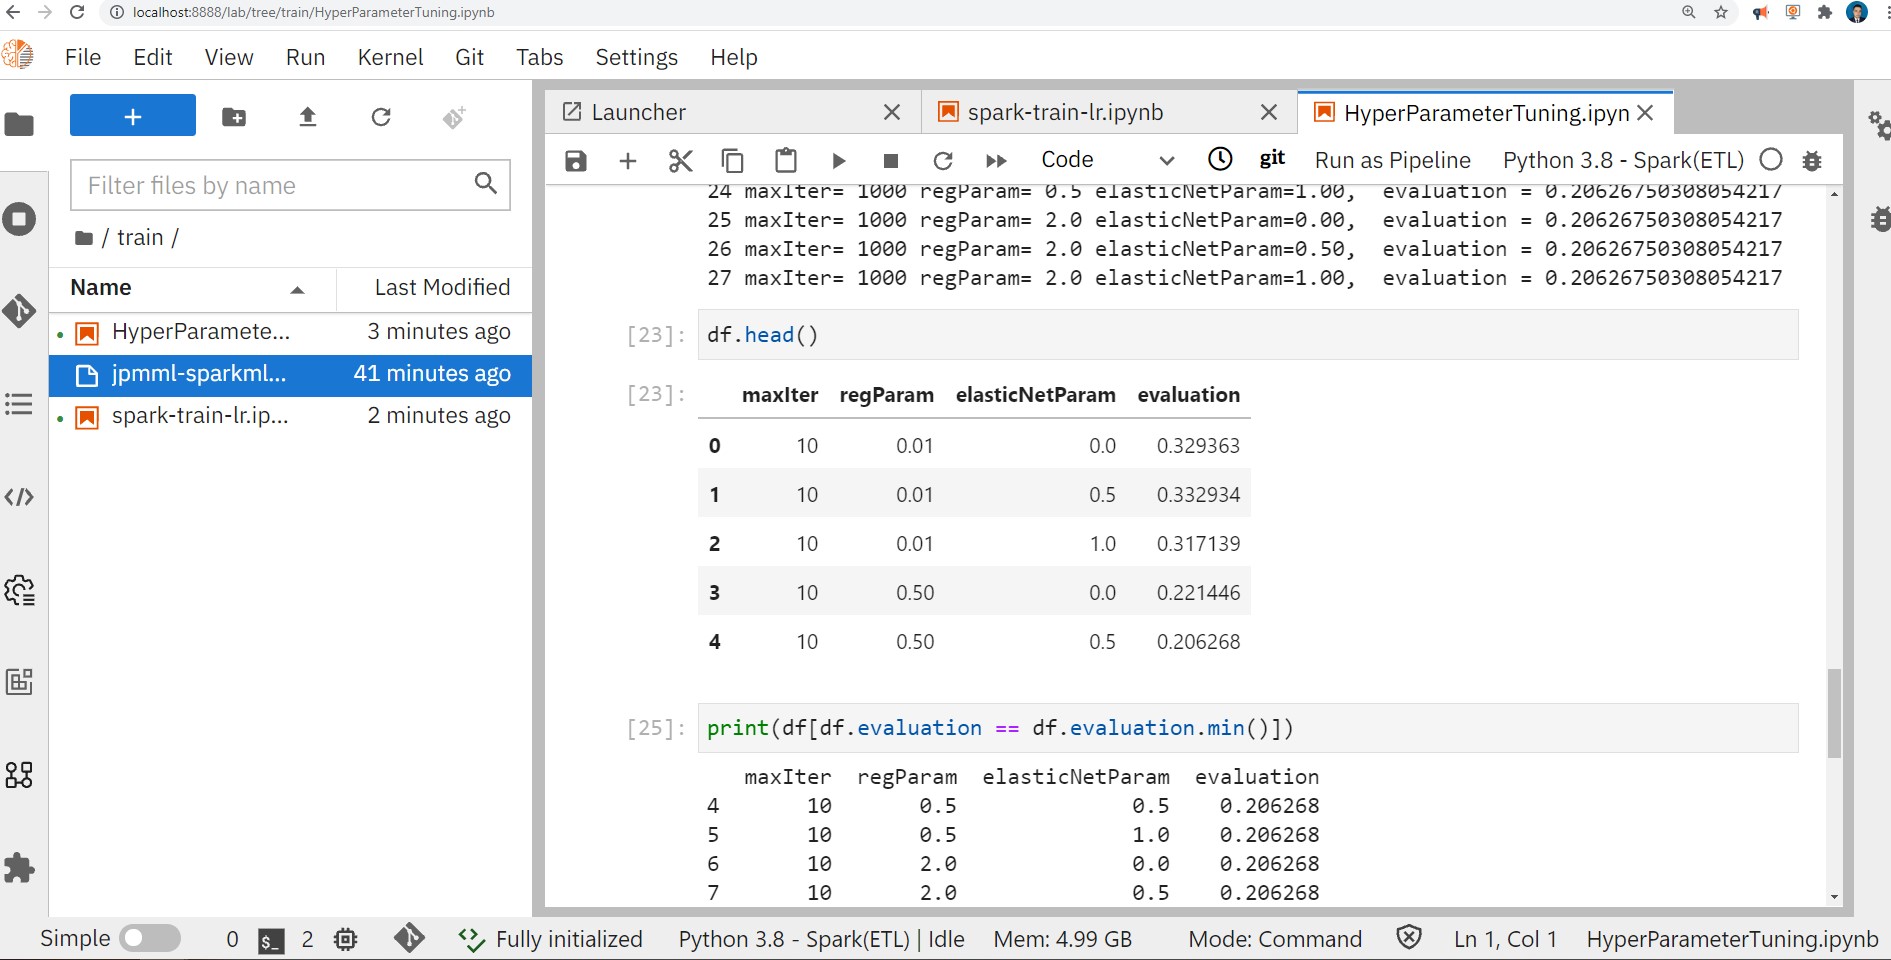 localhost:8888/lab/tree/train/HyperParameterTuning.ipynb
File Edit View Run Kernel Git Tabs Settings Help
+
Filter files by name
/ train /
Name Last Modified
HyperParamete... 3 minutes ago
jpmml-sparkml... 41 minutes ago
spark-train-lr.ip... 2 minutes ago
Launcher spark-train-lr.ipynb HyperParameterTuning.ipyn
Code git Run as Pipeline Python 3.8 - Spark(ETL)
24 maxIter= 1000 regParam= 0.5 elasticNetParam=1.00, evaluation = 0.20626750308054217
25 maxIter= 1000 regParam= 2.0 elasticNetParam=0.00, evaluation = 0.20626750308054217
26 maxIter= 1000 regParam= 2.0 elasticNetParam=0.50, evaluation = 0.20626750308054217
27 maxIter= 1000 regParam= 2.0 elasticNetParam=1.00, evaluation = 0.20626750308054217
[23]: df.head()
[23]: maxIter regParam elasticNetParam evaluation
0 10 0.01 0.0 0.329363
1 10 0.01 0.5 0.332934
2 10 0.01 1.0 0.317139
3 10 0.50 0.0 0.221446
4 10 0.50 0.5 0.206268
[25]: print(df[df.evaluation == df.evaluation.min()])
maxIter regParam elasticNetParam evaluation
4 10 0.5 0.5 0.206268
5 10 0.5 1.0 0.206268
6 10 2.0 0.0 0.206268
7 10 2.0 0.5 0.206268
Simple 0 $_ 2 Fully initialized Python 3.8 - Spark(ETL) | Idle Mem: 4.99 GB Mode: Command Ln 1, Col 1 HyperParameterTuning.ipynb